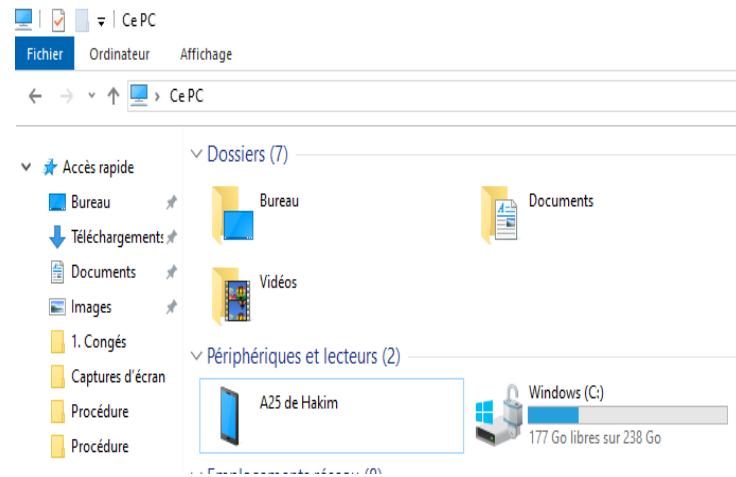 Ce PC
Fichier Ordinateur Affichage
Ce PC
Accès rapide
Bureau
Téléchargements
Documents
Images
1. Congés
Captures d'écran
Procédure
Procédure
Dossiers (7)
Bureau
Documents
Vidéos
Périphériques et lecteurs (2)
A25 de Hakim
Windows (C:)
177 Go libres sur 238 Go